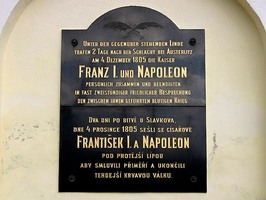 Unter der gegenüber stehenden Linde
trafen 2 Tage nach der Schlacht bei Austerlitz
am 4 Dezember 1805 die Kaiser
Franz I. und Napoleon
persönlich zusammen und beendeten
in fast zweistündiger friedlicher Besprechung
der zwischen ihnen geführten blutigen Krieg
Dva dni po bitvě u Slavkova,
dne 4 prosince 1805 sešli se císařové
František I. a Napoleon
pod protější lípou
aby smluvili příměří a ukončili
tehdejší krvavou válku.